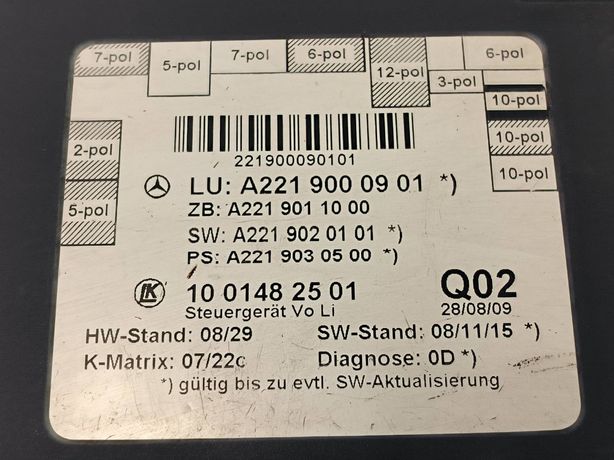 7-pol
5-pol
7-pol
6-pol
12-pol
3-pol
6-pol
10-pol
10-pol
10-pol
2-pol
5-pol
221900090101
LU: A221 900 09 01 *)
ZB: A221 901 10 00
SW: A221 902 01 01 *)
PS: A221 903 05 00 *)
LK 10 0148 25 01 Q02
Steuergerät Vo Li 28/08/09
HW-Stand: 08/29 SW-Stand: 08/11/15 *)
K-Matrix: 07/22c Diagnose: 0D *)
*) gültig bis zu evtl. SW-Aktualisierung